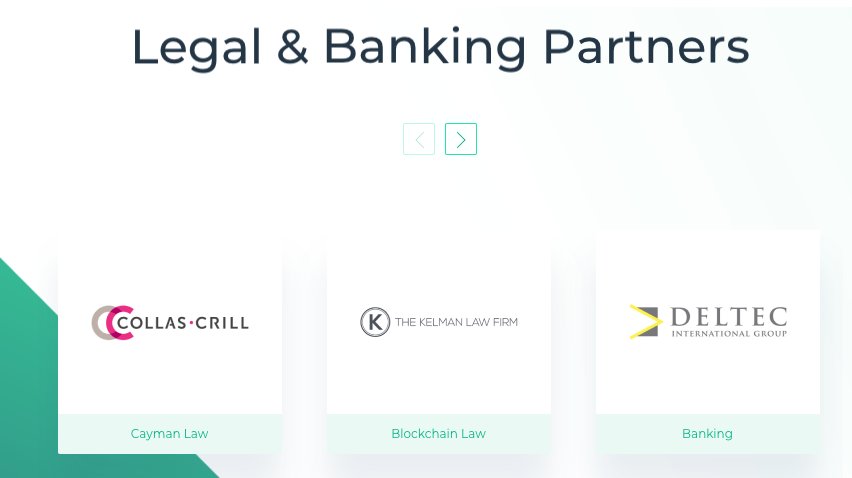 Legal & Banking Partners
COLLAS·CRILL
K THE KELMAN LAW FIRM
DELTEC
INTERNATIONAL GROUP
Cayman Law
Blockchain Law
Banking